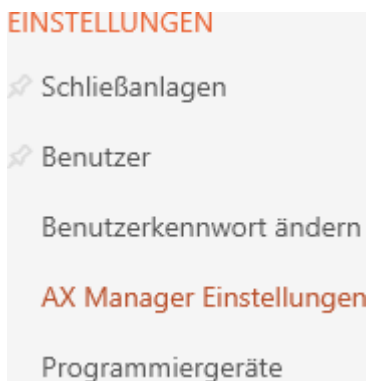 EINSTELLUNGEN
Schließanlagen
Benutzer
Benutzerkennwort ändern
AX Manager Einstellungen
Programmiergeräte